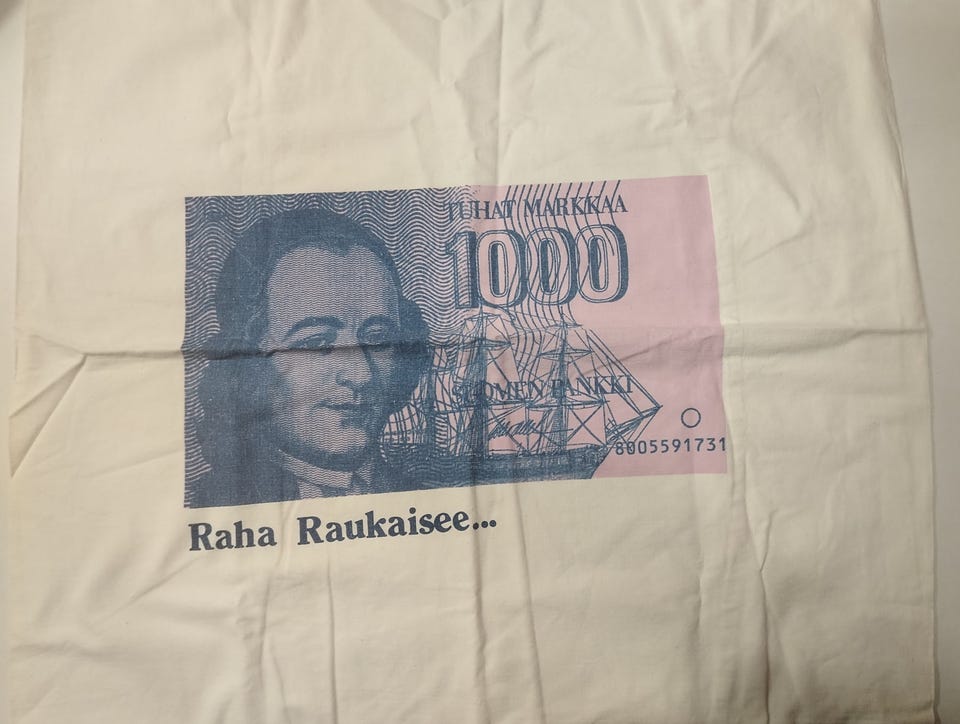 TUHAT MARKKAA
1000
SUOMEN PANKKI
8005591731
Raha Raukaisee...